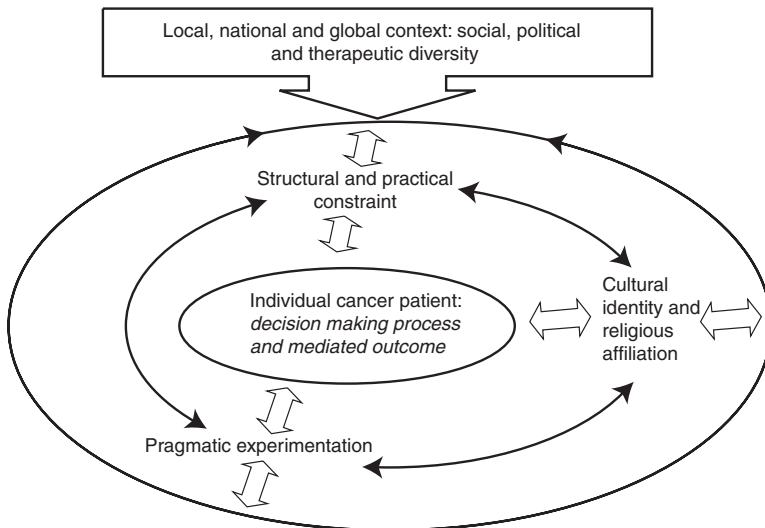 Local, national and global context: social, political
and therapeutic diversity
Structural and practical
constraint
Individual cancer patient:
decision making process
and mediated outcome
Cultural
identity and
religious
affiliation
Pragmatic experimentation